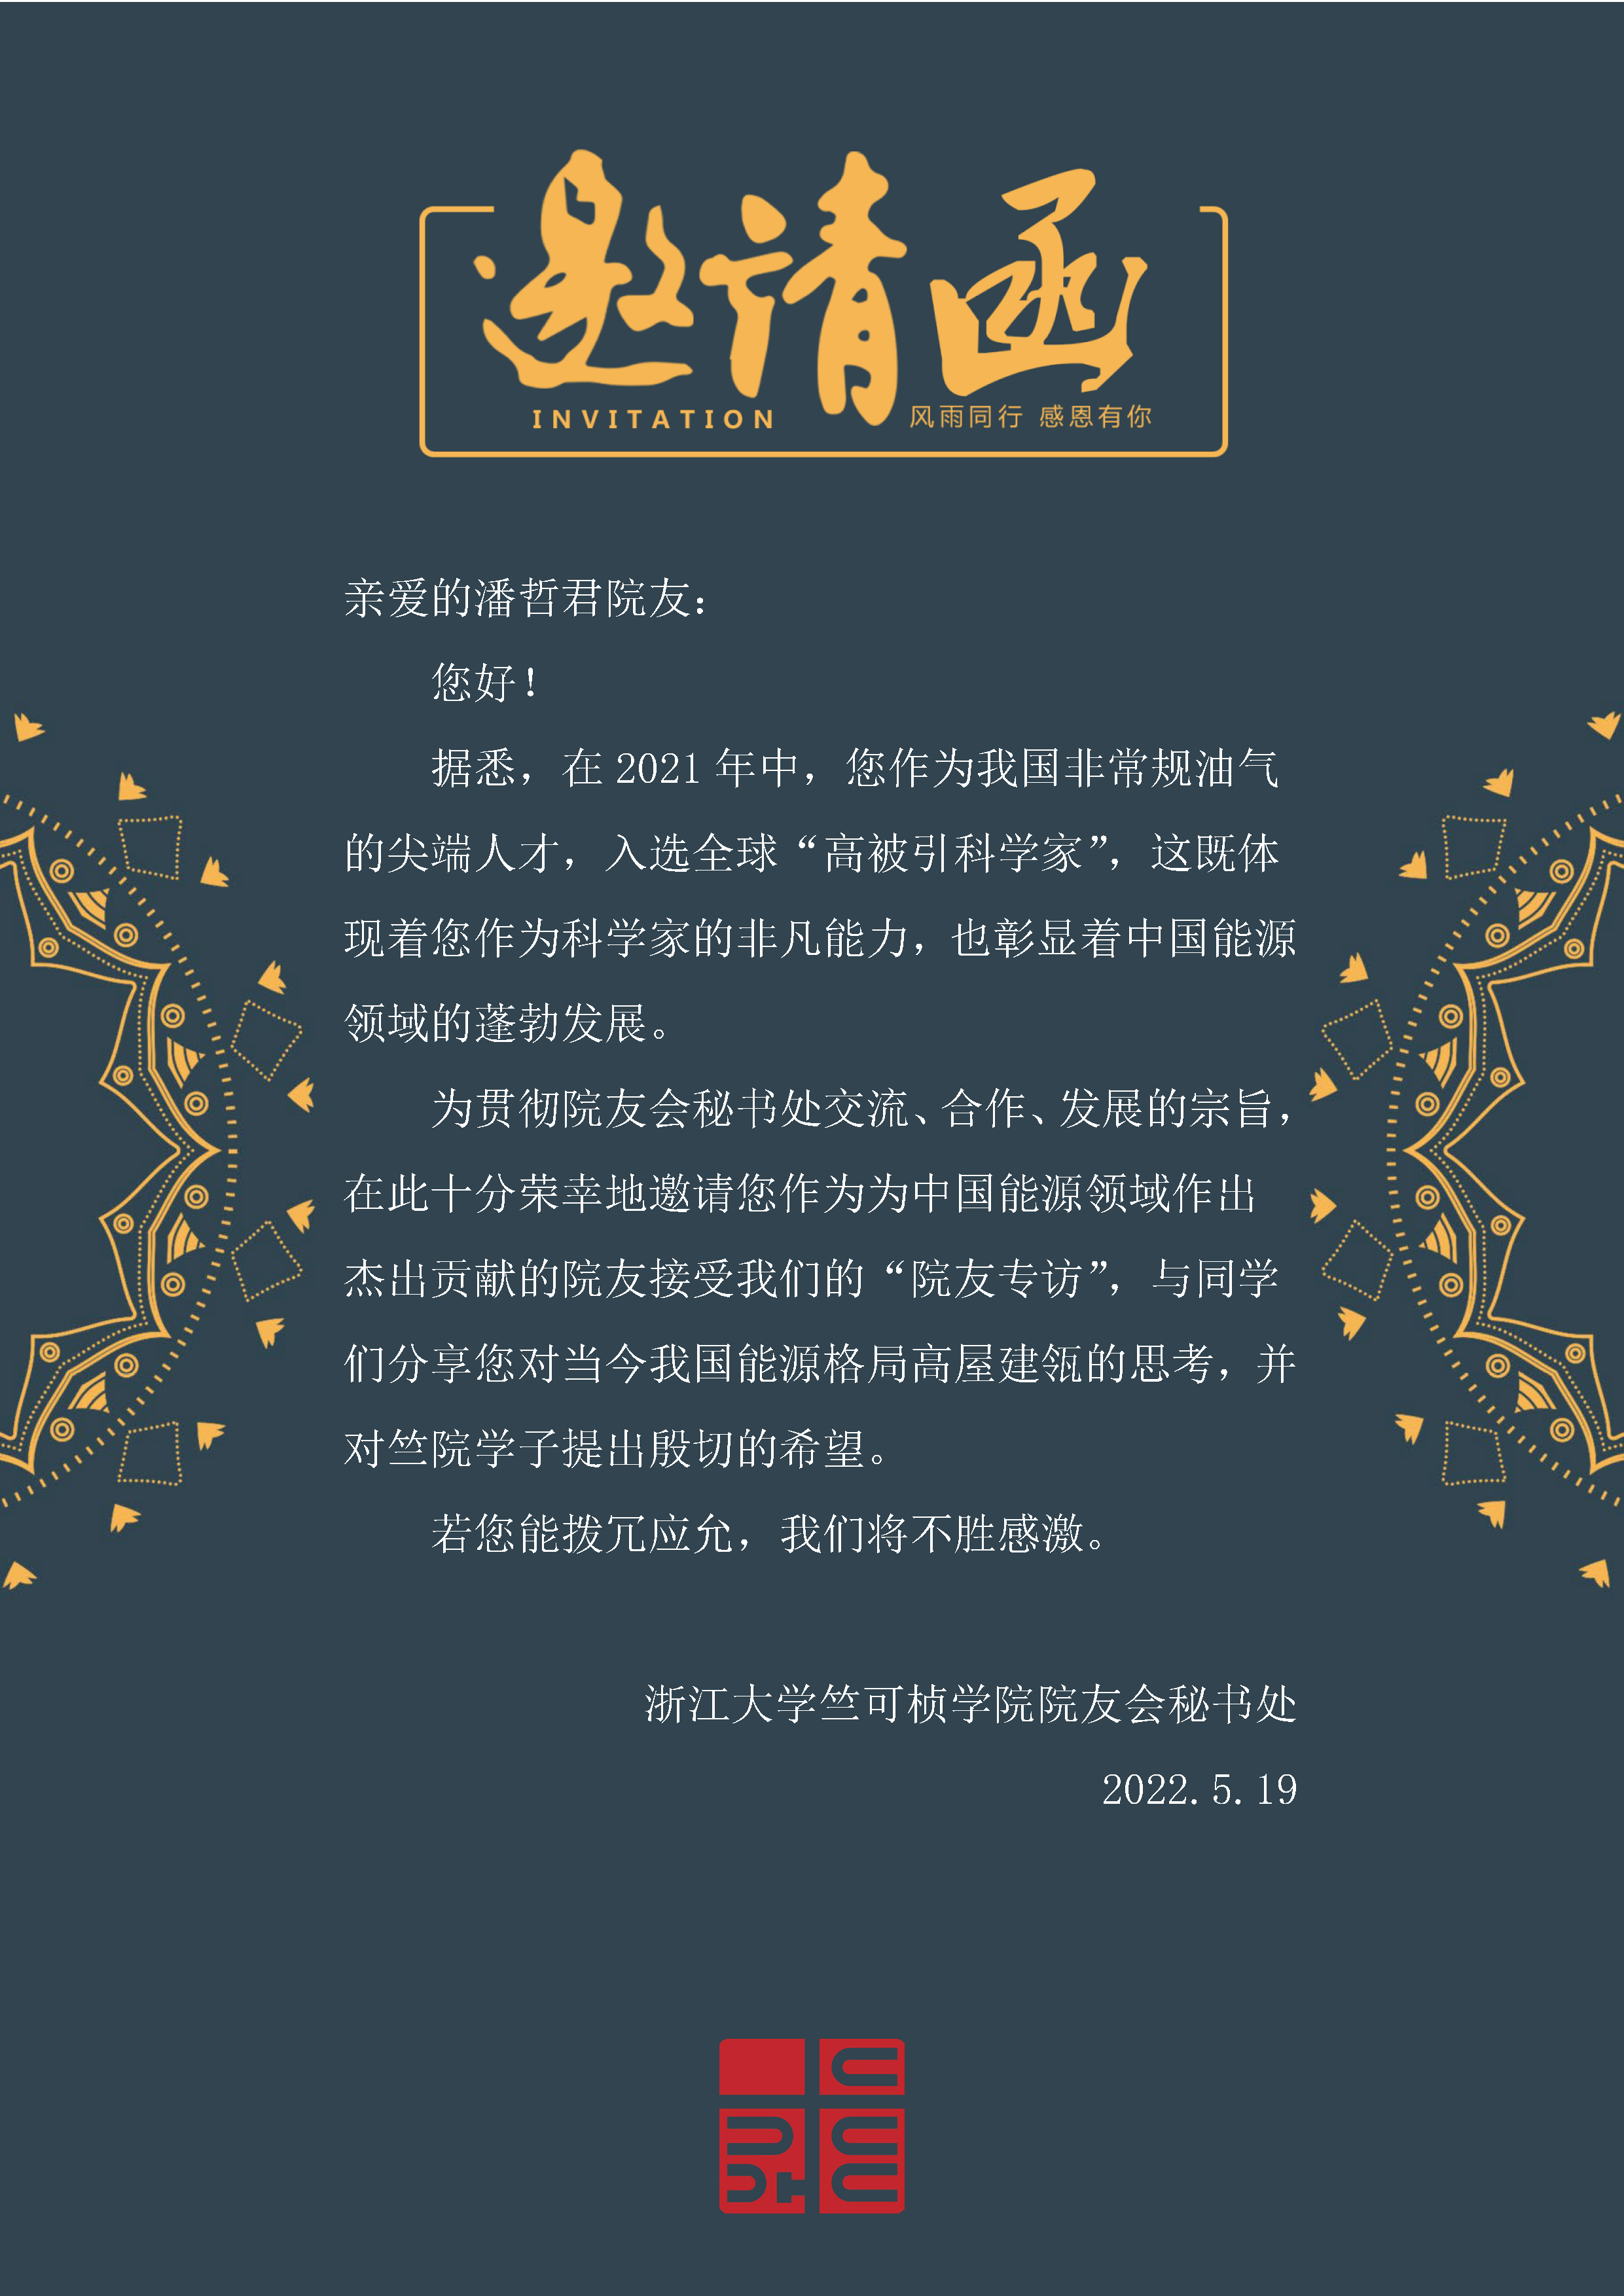 邀请函
INVITATION 风雨同行 感恩有你
亲爱的潘哲君院友：
您好！
据悉，在 2021 年中，您作为我国非常规油气
的尖端人才，入选全球“高被引科学家”，这既体
现着您作为科学家的非凡能力，也彰显着中国能源
领域的蓬勃发展。
为贯彻院友会秘书处交流、合作、发展的宗旨，
在此十分荣幸地邀请您作为为中国能源领域作出
杰出贡献的院友接受我们的“院友专访”，与同学
们分享您对当今我国能源格局高屋建瓴的思考，并
对竺院学子提出殷切的希望。
若您能拨冗应允，我们将不胜感激。
浙江大学竺可桢学院院友会秘书处
2022.5.19